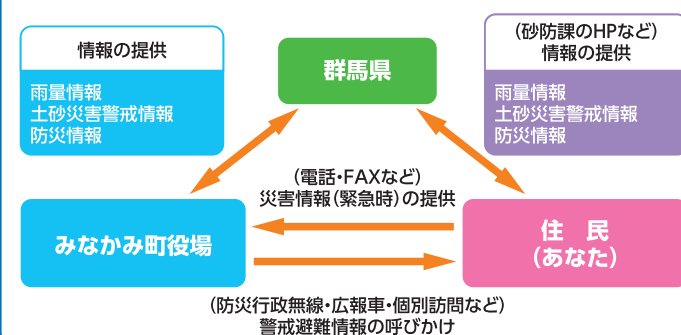 情報の提供
雨量情報
土砂災害警戒情報
防災情報
群馬県
(砂防課のHPなど)
情報の提供
雨量情報
土砂災害警戒情報
防災情報
(電話・FAXなど)
災害情報(緊急時)の提供
みなかみ町役場
住 民
(あなた)
(防災行政無線・広報車・個別訪問など)
警戒避難情報の呼びかけ